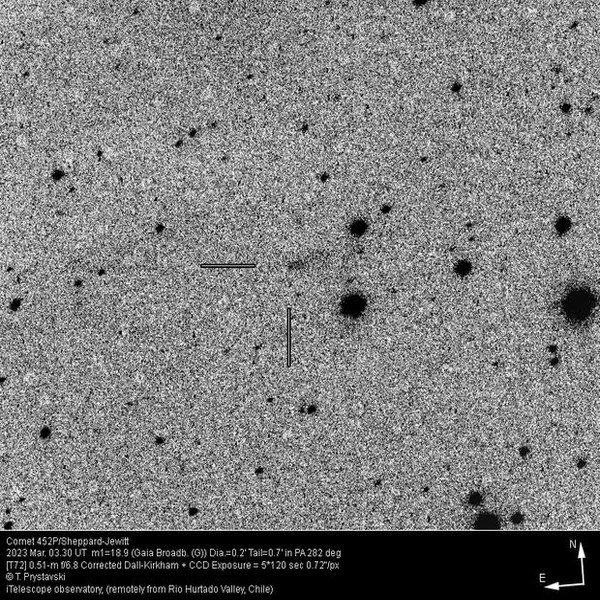 Comet 452P/Sheppard-Jewitt
2023 Mar. 03.30 UT m1=18.9 (Gaia Broadb. (G)) Dia.=0.2' Tail=0.7' in PA 282 deg
[T72] 0.51-m f/6.8 Corrected Dall-Kirkham + CCD Exposure = 5*120 sec 0.72"/px
© T. Prystavski
iTelescope observatory, (remotely from Rio Hurtado Valley, Chile)
N
E